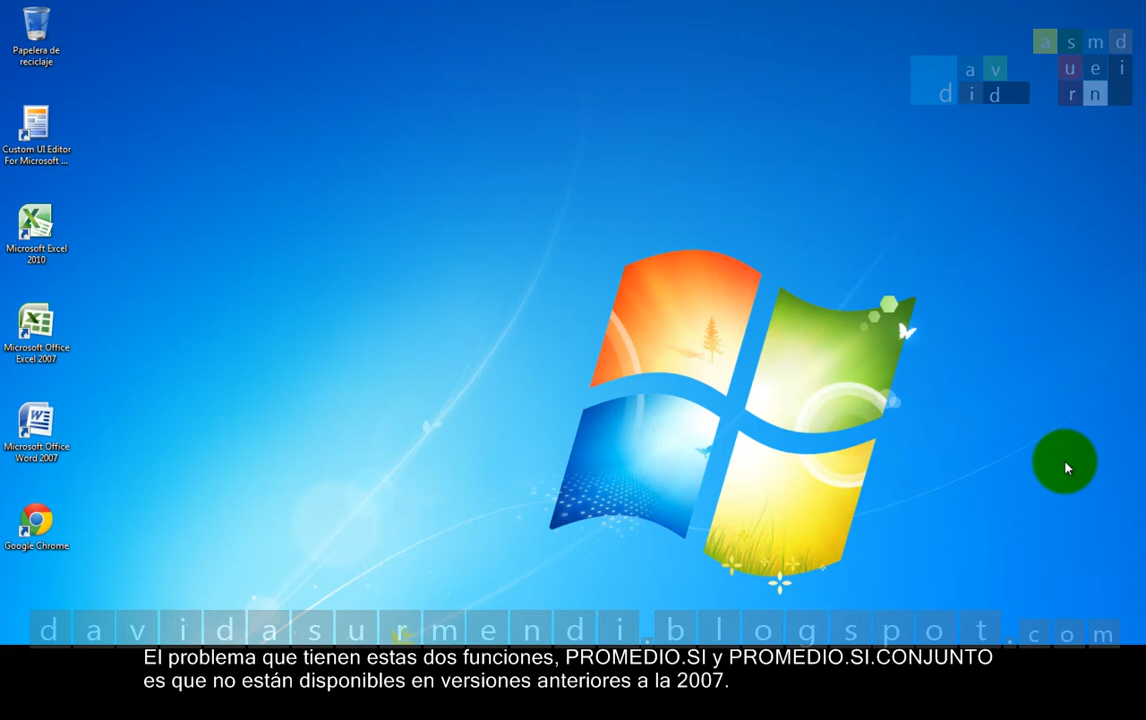 Papelera de
reciclaje
Custom UI Editor
For Microsoft ...
Microsoft Excel
2010
Microsoft Office
Excel 2007
Microsoft Office
Word 2007
Google Chrome
a s m d
a v u e i
d i d r n
davidasurmendi.blogspot.com
El problema que tienen estas dos funciones, PROMEDIO.SI y PROMEDIO.SI.CONJUNTO
es que no están disponibles en versiones anteriores a la 2007.